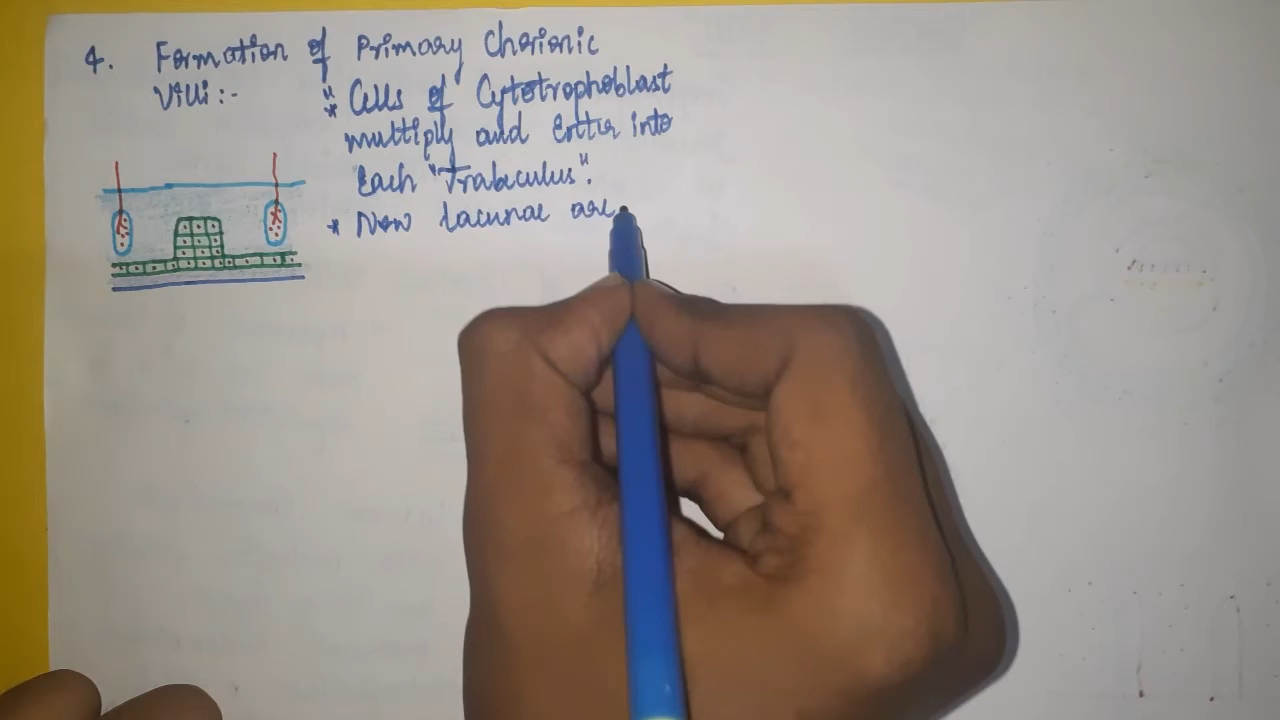 4. Formation of Primary Chorionic
Villi :-
* Cells of Cytotrophoblast
multiply and Enter into
Each "Trabeculus".
* Now lacunae are